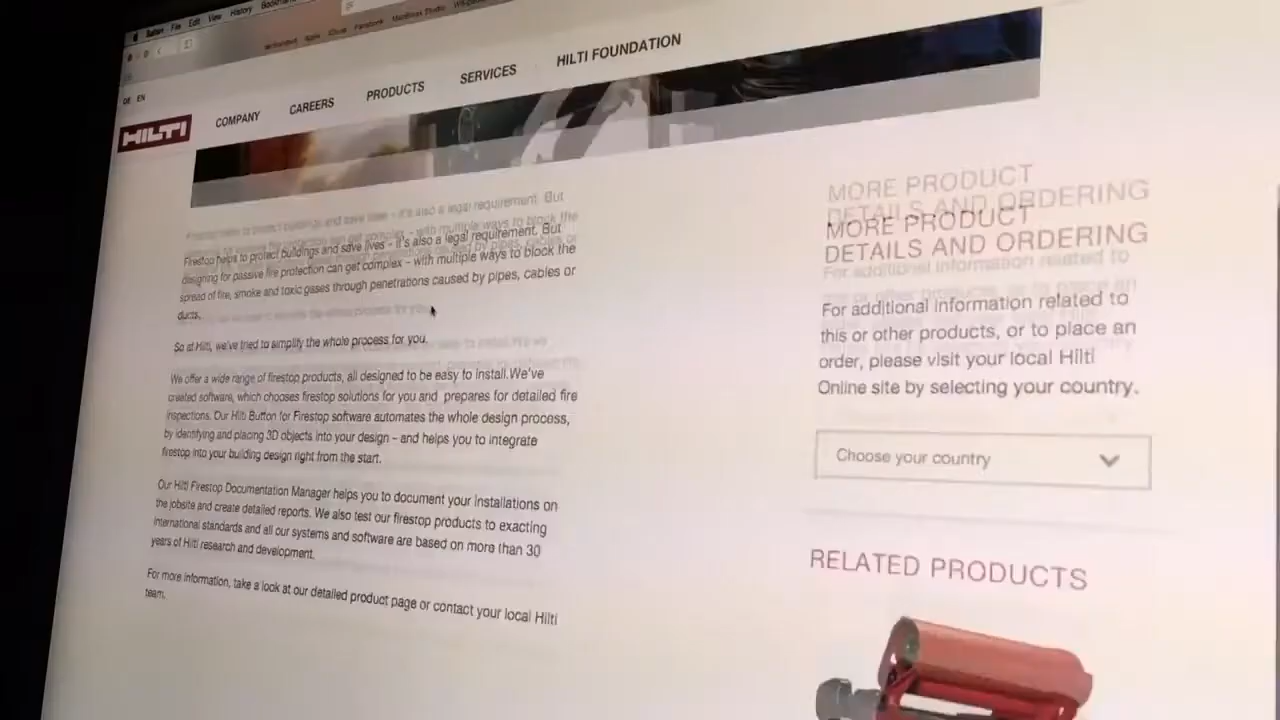 Safari File Edit View History
DE EN
HILTI
COMPANY CAREERS PRODUCTS SERVICES HILTI FOUNDATION
Firestop helps to protect buildings and save lives - it's also a legal requirement. But
designing for passive fire protection can get complex - with multiple ways to block the
spread of fire, smoke and toxic gases through penetrations caused by pipes, cables or
ducts.
So at Hilti, we've tried to simplify the whole process for you.
We offer a wide range of firestop products, all designed to be easy to install.We've
created software, which chooses firestop solutions for you and prepares for detailed fire
inspections. Our Hilti Button for Firestop software automates the whole design process,
by identifying and placing 3D objects into your design – and helps you to integrate
firestop into your building design right from the start.
Our Hilti Firestop Documentation Manager helps you to document your installations on
the jobsite and create detailed reports. We also test our firestop products to exacting
international standards and all our systems and software are based on more than 30
years of Hilti research and development.
For more information, take a look at our detailed product page or contact your local Hilti
team.
MORE PRODUCT
DETAILS AND ORDERING
For additional information related to
this or other products, or to place an
order, please visit your local Hilti
Online site by selecting your country.
Choose your country
RELATED PRODUCTS